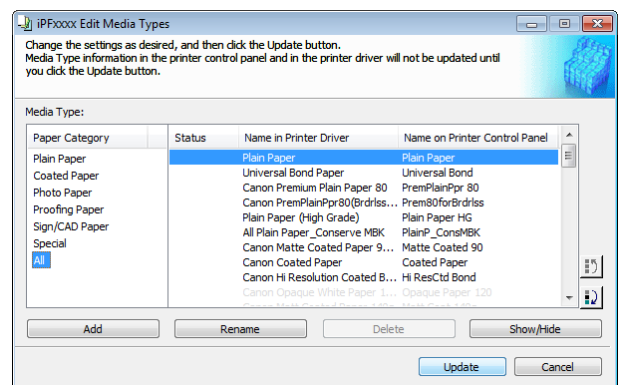 iPFxxxx Edit Media Types
Change the settings as desired, and then click the Update button.
Media Type information in the printer control panel and in the printer driver will not be updated until
you click the Update button.
Media Type:
Paper Category Status Name in Printer Driver Name on Printer Control Panel
Plain Paper Plain Paper Plain Paper
Coated Paper Universal Bond Paper Universal Bond
Photo Paper Canon Premium Plain Paper 80 PremPlainPpr 80
Proofing Paper Canon PremPlainPpr80(Brdrlss... Prem80forBrdrlss
Sign/CAD Paper Plain Paper (High Grade) Plain Paper HG
Special All Plain Paper_Conserve MBK PlainP_ConsMBK
All Canon Matte Coated Paper 9... Matte Coated 90
Canon Coated Paper Coated Paper
Canon Hi Resolution Coated B... Hi ResCtd Bond
Canon Opaque White Paper 1... Opaque Paper 120
Add Rename Delete Show/Hide
Update Cancel